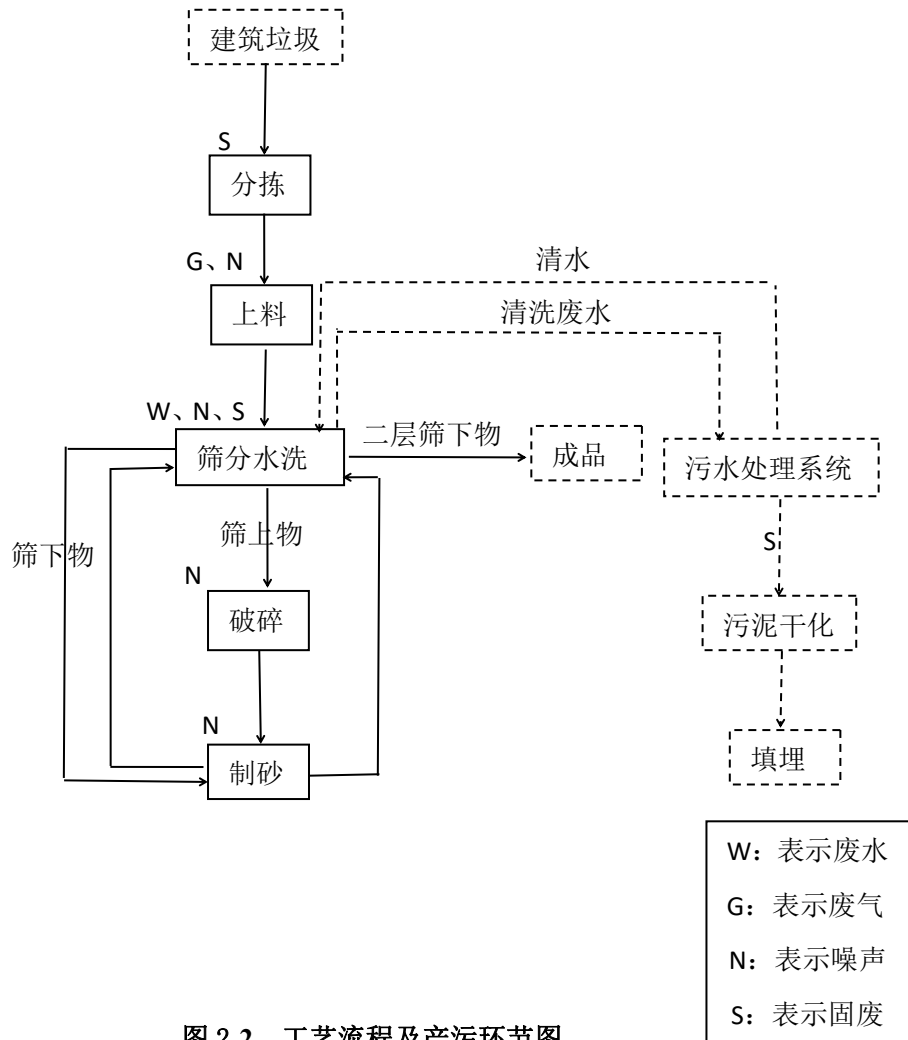 建筑垃圾
S
分拣
G、N
上料
清水
清洗废水
W、N、S
筛分水洗
二层筛下物
成品
污水处理系统
筛下物
筛上物
S
N
破碎
污泥干化
N
制砂
填埋
W：表示废水
G：表示废气
N：表示噪声
S：表示固废
图 2.2 工艺流程及产污环节图